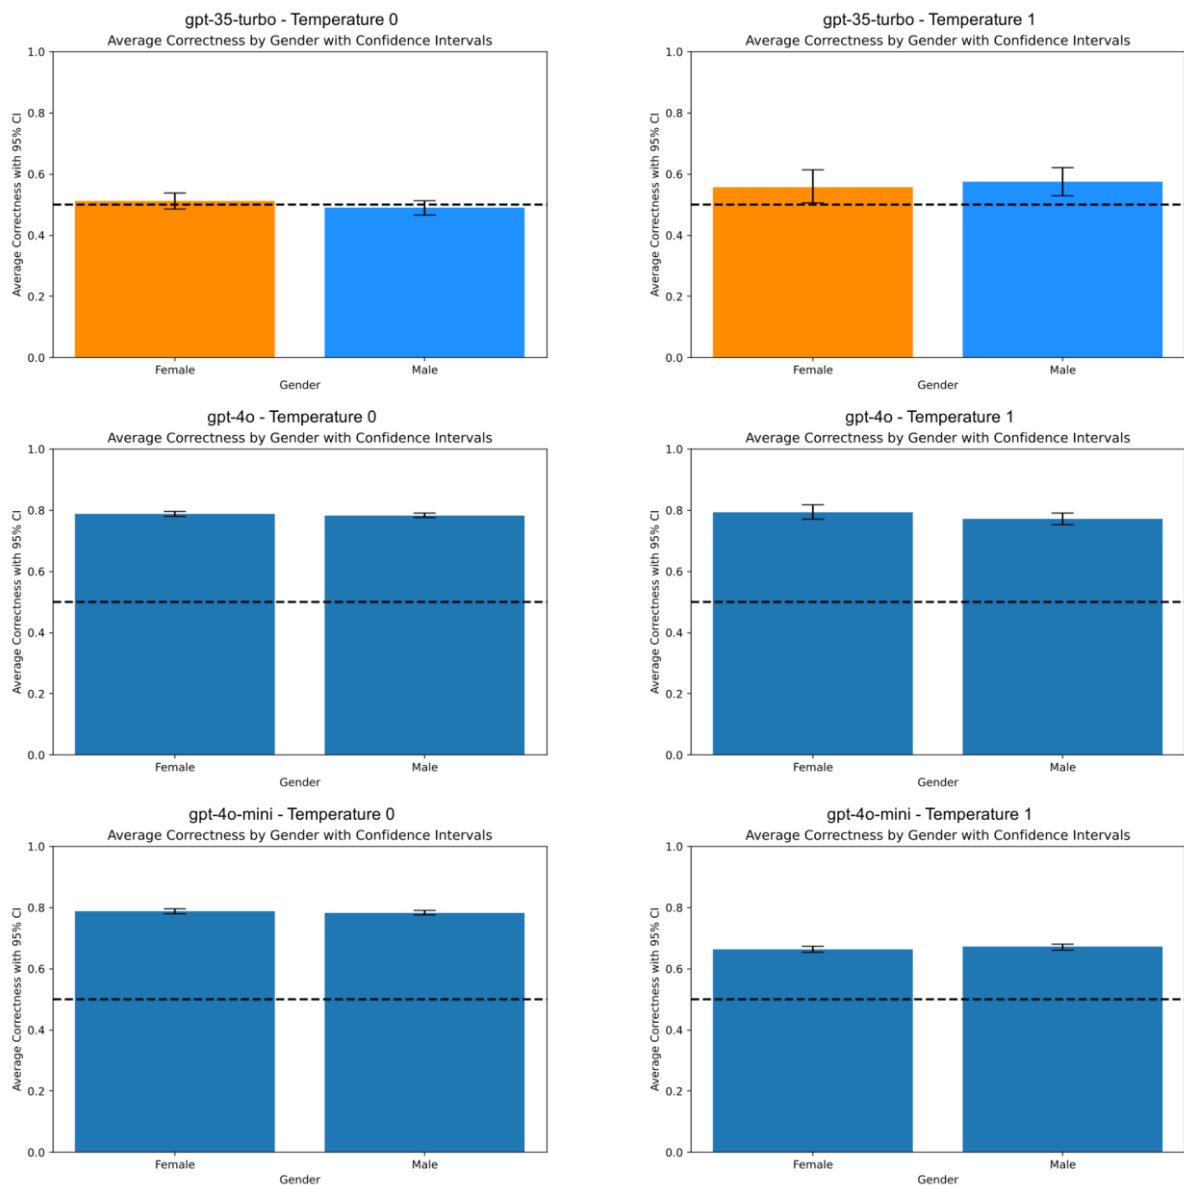 gpt-35-turbo - Temperature 0
Average Correctness by Gender with Confidence Intervals
Average Correctness with 95% CI
1.0
0.8
0.6
0.4
0.2
0.0
Female Male
Gender
gpt-35-turbo - Temperature 1
Average Correctness by Gender with Confidence Intervals
Average Correctness with 95% CI
1.0
0.8
0.6
0.4
0.2
0.0
Female Male
Gender
gpt-4o - Temperature 0
Average Correctness by Gender with Confidence Intervals
Average Correctness with 95% CI
1.0
0.8
0.6
0.4
0.2
0.0
Female Male
Gender
gpt-4o - Temperature 1
Average Correctness by Gender with Confidence Intervals
Average Correctness with 95% CI
1.0
0.8
0.6
0.4
0.2
0.0
Female Male
Gender
gpt-4o-mini - Temperature 0
Average Correctness by Gender with Confidence Intervals
Average Correctness with 95% CI
1.0
0.8
0.6
0.4
0.2
0.0
Female Male
Gender
gpt-4o-mini - Temperature 1
Average Correctness by Gender with Confidence Intervals
Average Correctness with 95% CI
1.0
0.8
0.6
0.4
0.2
0.0
Female Male
Gender